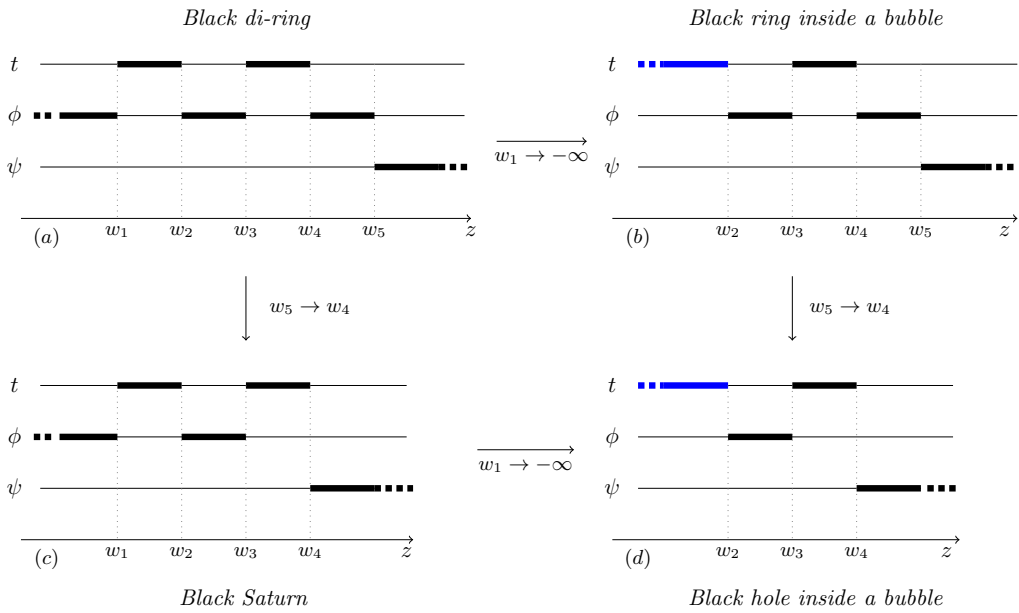 Black di-ring
Black ring inside a bubble
t
ϕ
ψ
w₁ w₂ w₃ w₄ w₅ z
(a)
w₁ → −∞
t
ϕ
ψ
w₂ w₃ w₄ w₅ z
(b)
w₅ → w₄
w₅ → w₄
t
ϕ
ψ
w₁ w₂ w₃ w₄ z
(c)
w₁ → −∞
t
ϕ
ψ
w₂ w₃ w₄ z
(d)
Black Saturn
Black hole inside a bubble